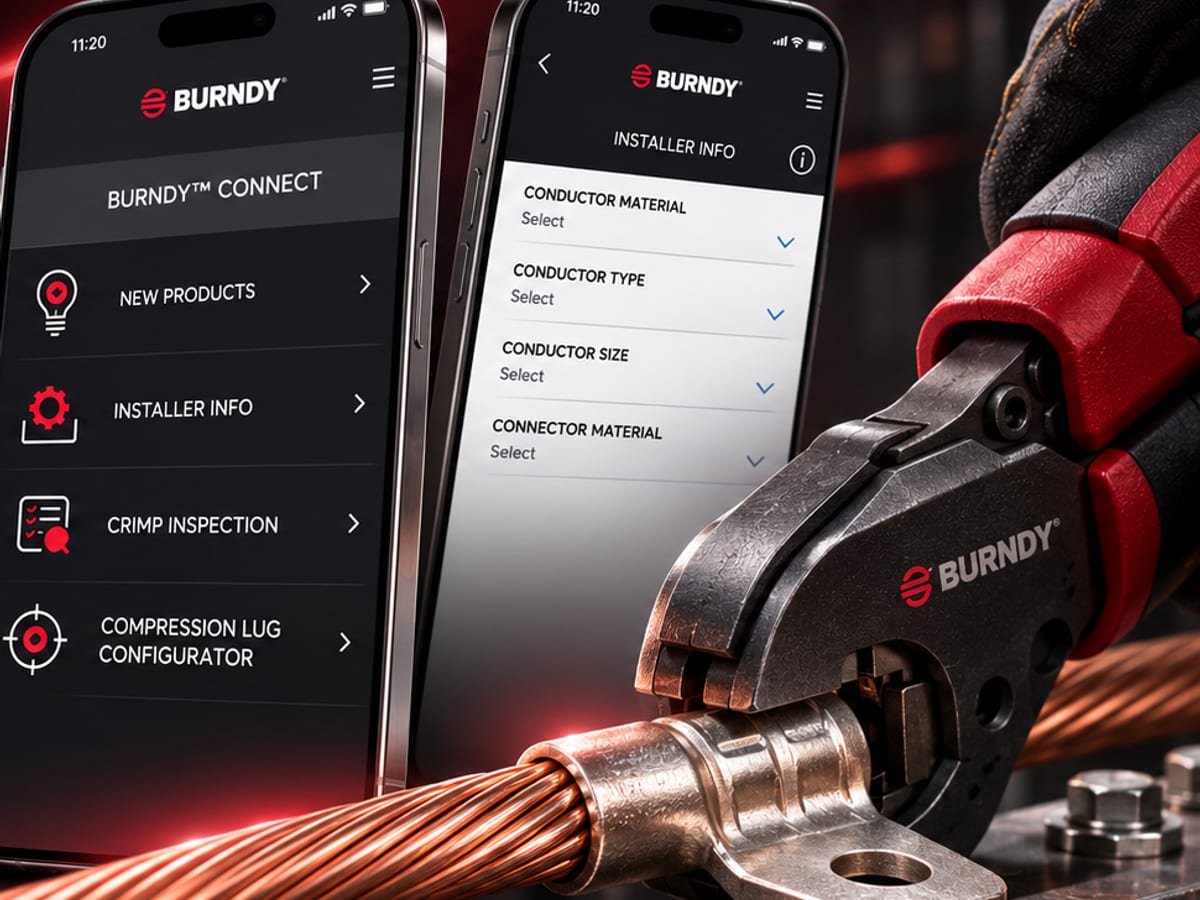 11:20
BURNDY®
BURNDY™ CONNECT
NEW PRODUCTS
INSTALLER INFO
CRIMP INSPECTION
COMPRESSION LUG
CONFIGURATOR
11:20
BURNDY®
INSTALLER INFO
i
CONDUCTOR MATERIAL
Select
CONDUCTOR TYPE
Select
CONDUCTOR SIZE
Select
CONNECTOR MATERIAL
Select
BURNDY®